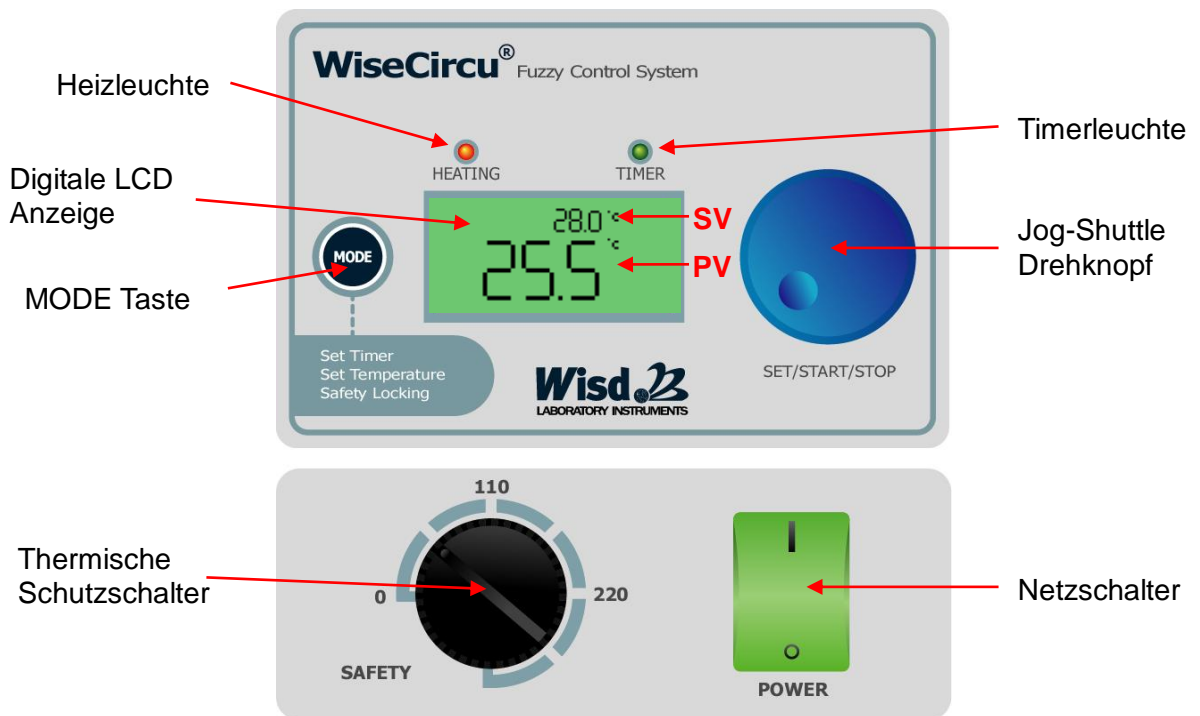 WiseCircu® Fuzzy Control System
Heizleuchte
Timerleuchte
HEATING
TIMER
Digitale LCD
Anzeige
28.0 °C
SV
25.5 °C
PV
Jog-Shuttle
Drehknopf
MODE
MODE Taste
Set Timer
Set Temperature
Safety Locking
Wisd
LABORATORY INSTRUMENTS
SET/START/STOP
110
Thermische
Schutzschalter
0
220
Netzschalter
SAFETY
POWER